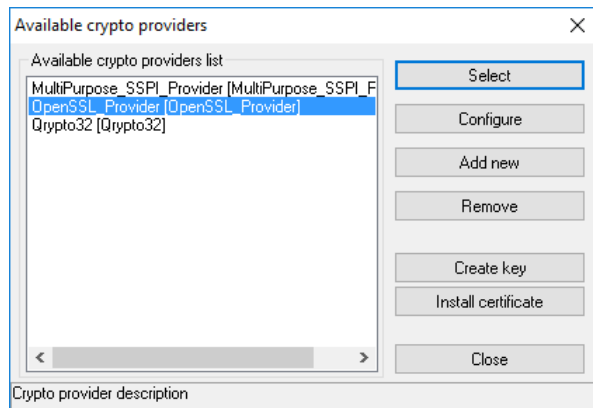 Available crypto providers
Available crypto providers list
MultiPurpose_SSPI_Provider [MultiPurpose_SSPI_F
OpenSSL_Provider [OpenSSL_Provider]
Qrypto32 [Qrypto32]
Select
Configure
Add new
Remove
Create key
Install certificate
Close
Crypto provider description